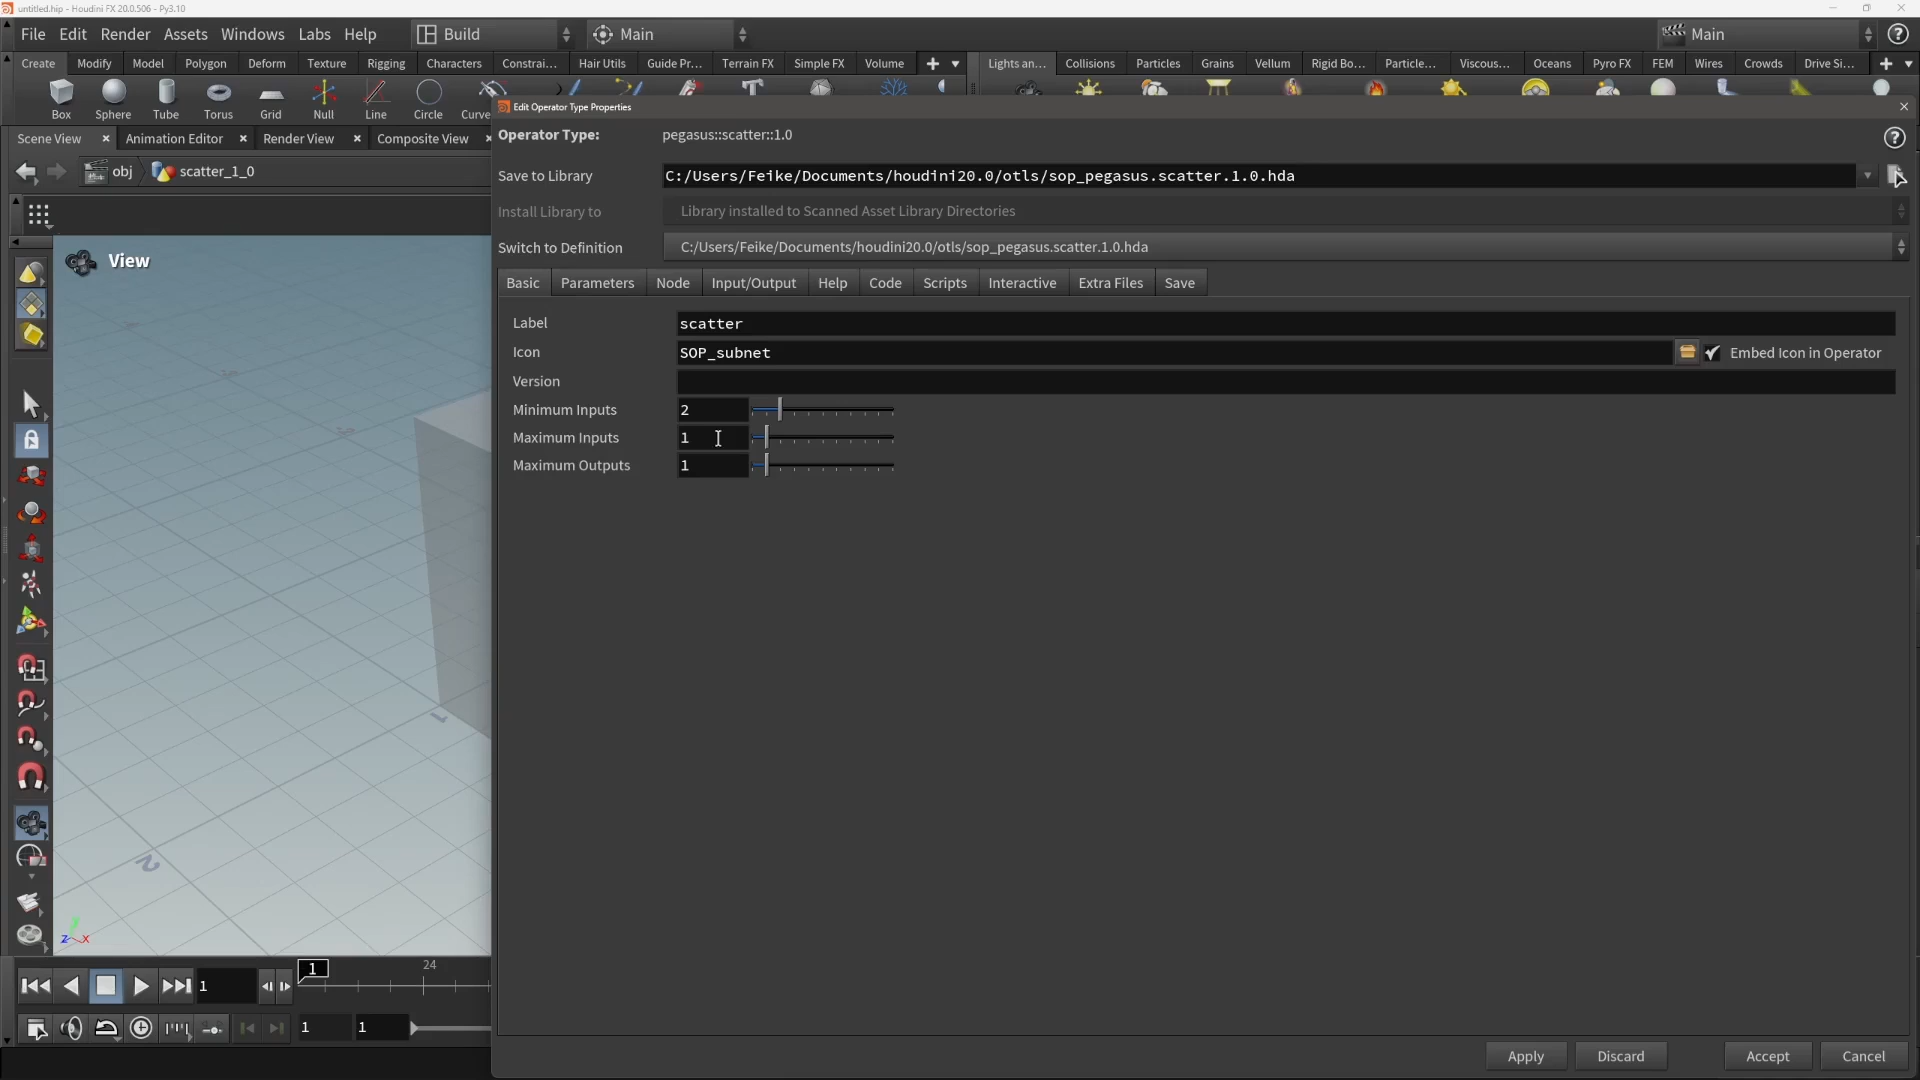 untitled.hip - Houdini FX 20.0.506 - Py3.10
File Edit Render Assets Windows Labs Help Build Main Main
Create Modify Model Polygon Deform Texture Rigging Characters Constrai... Hair Utils Guide Pr... Terrain FX Simple FX Volume Lights an... Collisions Particles Grains Vellum Rigid Bo... Particle... Viscous... Oceans Pyro FX FEM Wires Crowds Drive Si...
Box Sphere Tube Torus Grid Null Line Circle Curve
Edit Operator Type Properties
Scene View Animation Editor Render View Composite View
Operator Type: pegasus::scatter::1.0
obj scatter_1_0
Save to Library C:/Users/Feike/Documents/houdini20.0/otls/sop_pegasus.scatter.1.0.hda
Install Library to Library installed to Scanned Asset Library Directories
Switch to Definition C:/Users/Feike/Documents/houdini20.0/otls/sop_pegasus.scatter.1.0.hda
View
Basic Parameters Node Input/Output Help Code Scripts Interactive Extra Files Save
Label scatter
Icon SOP_subnet Embed Icon in Operator
Version
Minimum Inputs 2
Maximum Inputs 1
Maximum Outputs 1
1
2
z x
1 24
1
1 1
Apply Discard Accept Cancel